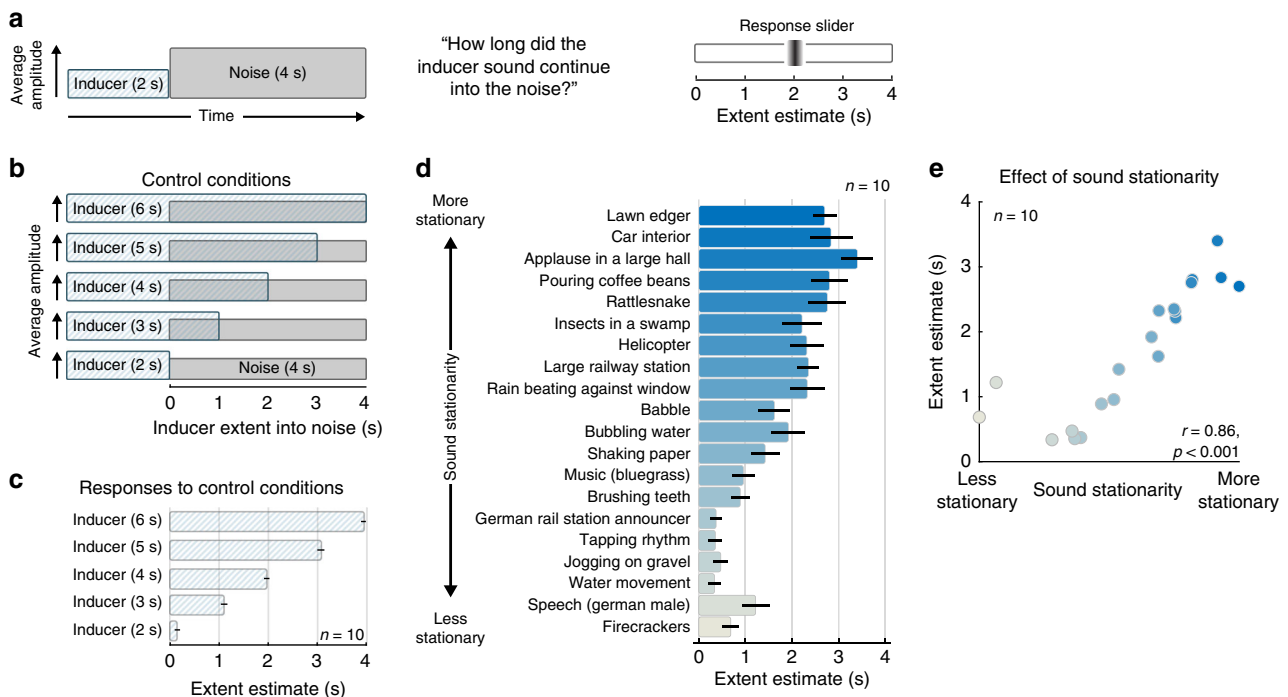 a
Average
amplitude
Inducer (2 s)
Noise (4 s)
Time
“How long did the
inducer sound continue
into the noise?”
Response slider
0 1 2 3 4
Extent estimate (s)
b
Control conditions
Average amplitude
Inducer (6 s)
Inducer (5 s)
Inducer (4 s)
Inducer (3 s)
Inducer (2 s)
Noise (4 s)
0 1 2 3 4
Inducer extent into noise (s)
c
Responses to control conditions
Inducer (6 s)
Inducer (5 s)
Inducer (4 s)
Inducer (3 s)
Inducer (2 s)
n = 10
0 1 2 3 4
Extent estimate (s)
d
More
stationary
Sound stationarity
Less
stationary
n = 10
Lawn edger
Car interior
Applause in a large hall
Pouring coffee beans
Rattlesnake
Insects in a swamp
Helicopter
Large railway station
Rain beating against window
Babble
Bubbling water
Shaking paper
Music (bluegrass)
Brushing teeth
German rail station announcer
Tapping rhythm
Jogging on gravel
Water movement
Speech (german male)
Firecrackers
0 1 2 3 4
Extent estimate (s)
e
Effect of sound stationarity
n = 10
Extent estimate (s)
4
3
2
1
0
r = 0.86,
p < 0.001
Less
stationary
Sound stationarity
More
stationary